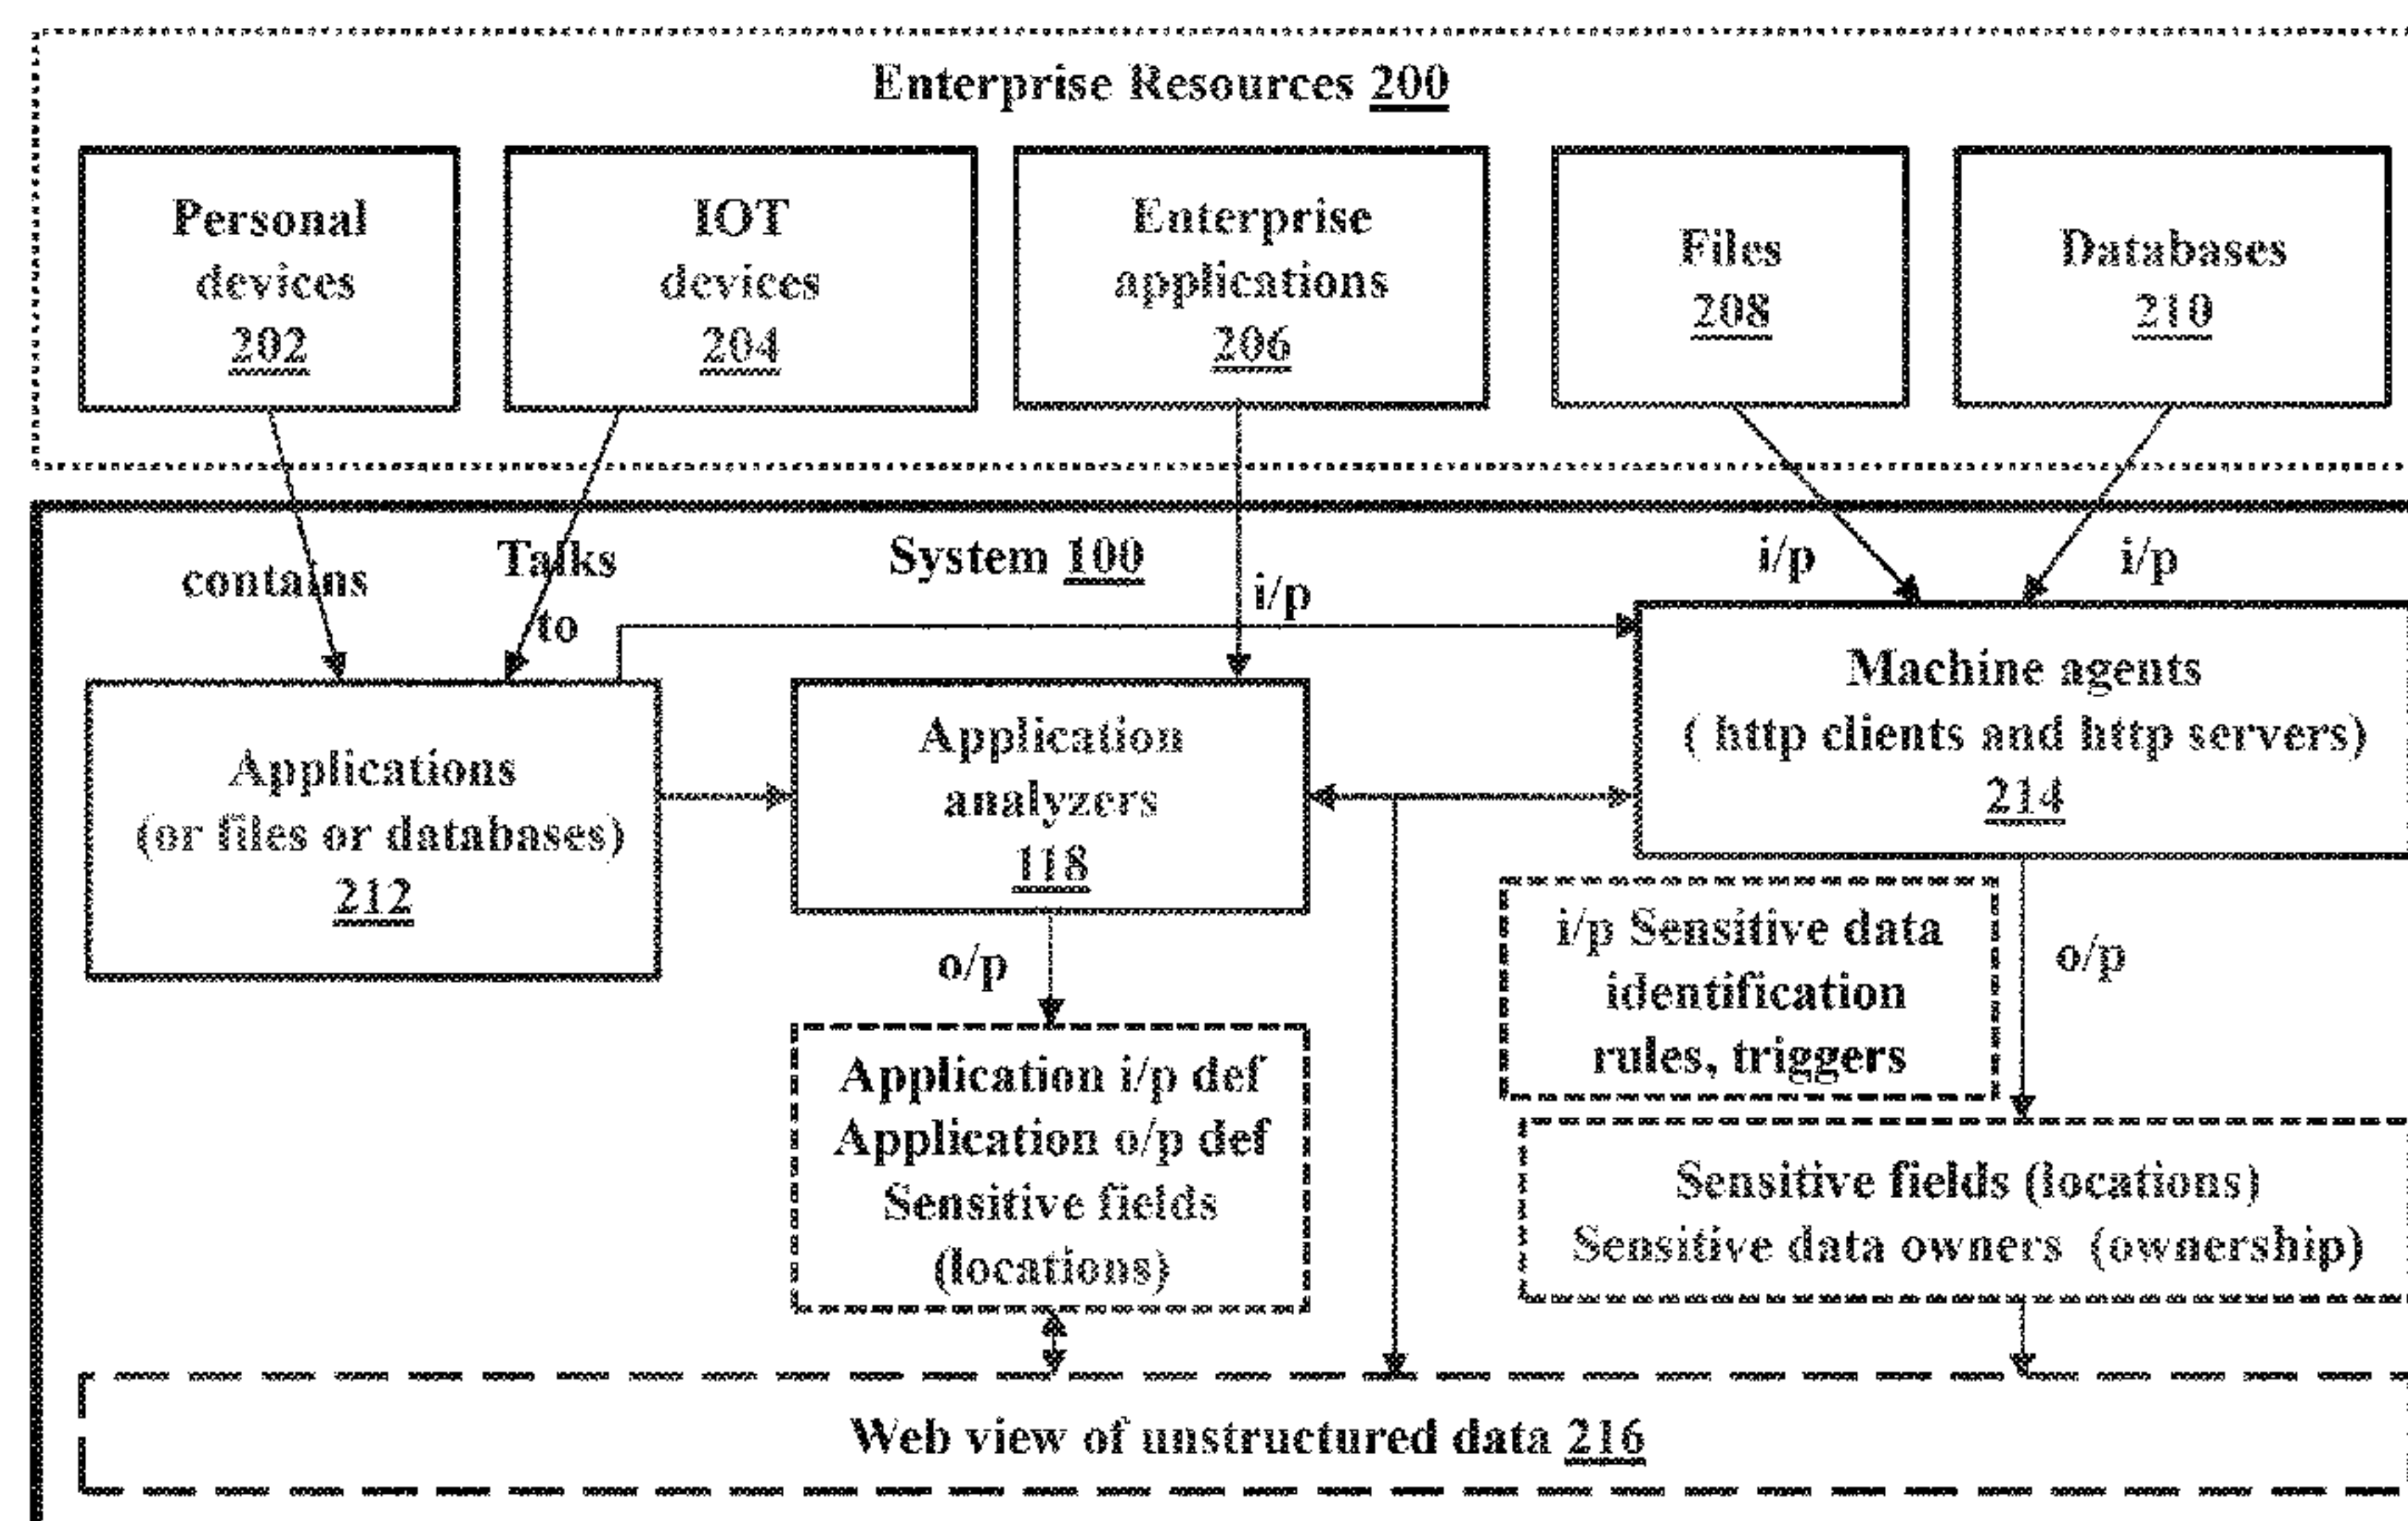 Enterprise Resources 200
Personal
devices
202
IOT
devices
204
Enterprise
applications
206
Files
208
Databases
210
System 100
contains
Talks
to
i/p
i/p
i/p
Applications
(or files or databases)
212
Application
analyzers
118
Machine agents
( http clients and http servers)
214
o/p
i/p Sensitive data
identification
rules, triggers
o/p
Application i/p def
Application o/p def
Sensitive fields
(locations)
Sensitive fields (locations)
Sensitive data owners (ownership)
Web view of unstructured data 216